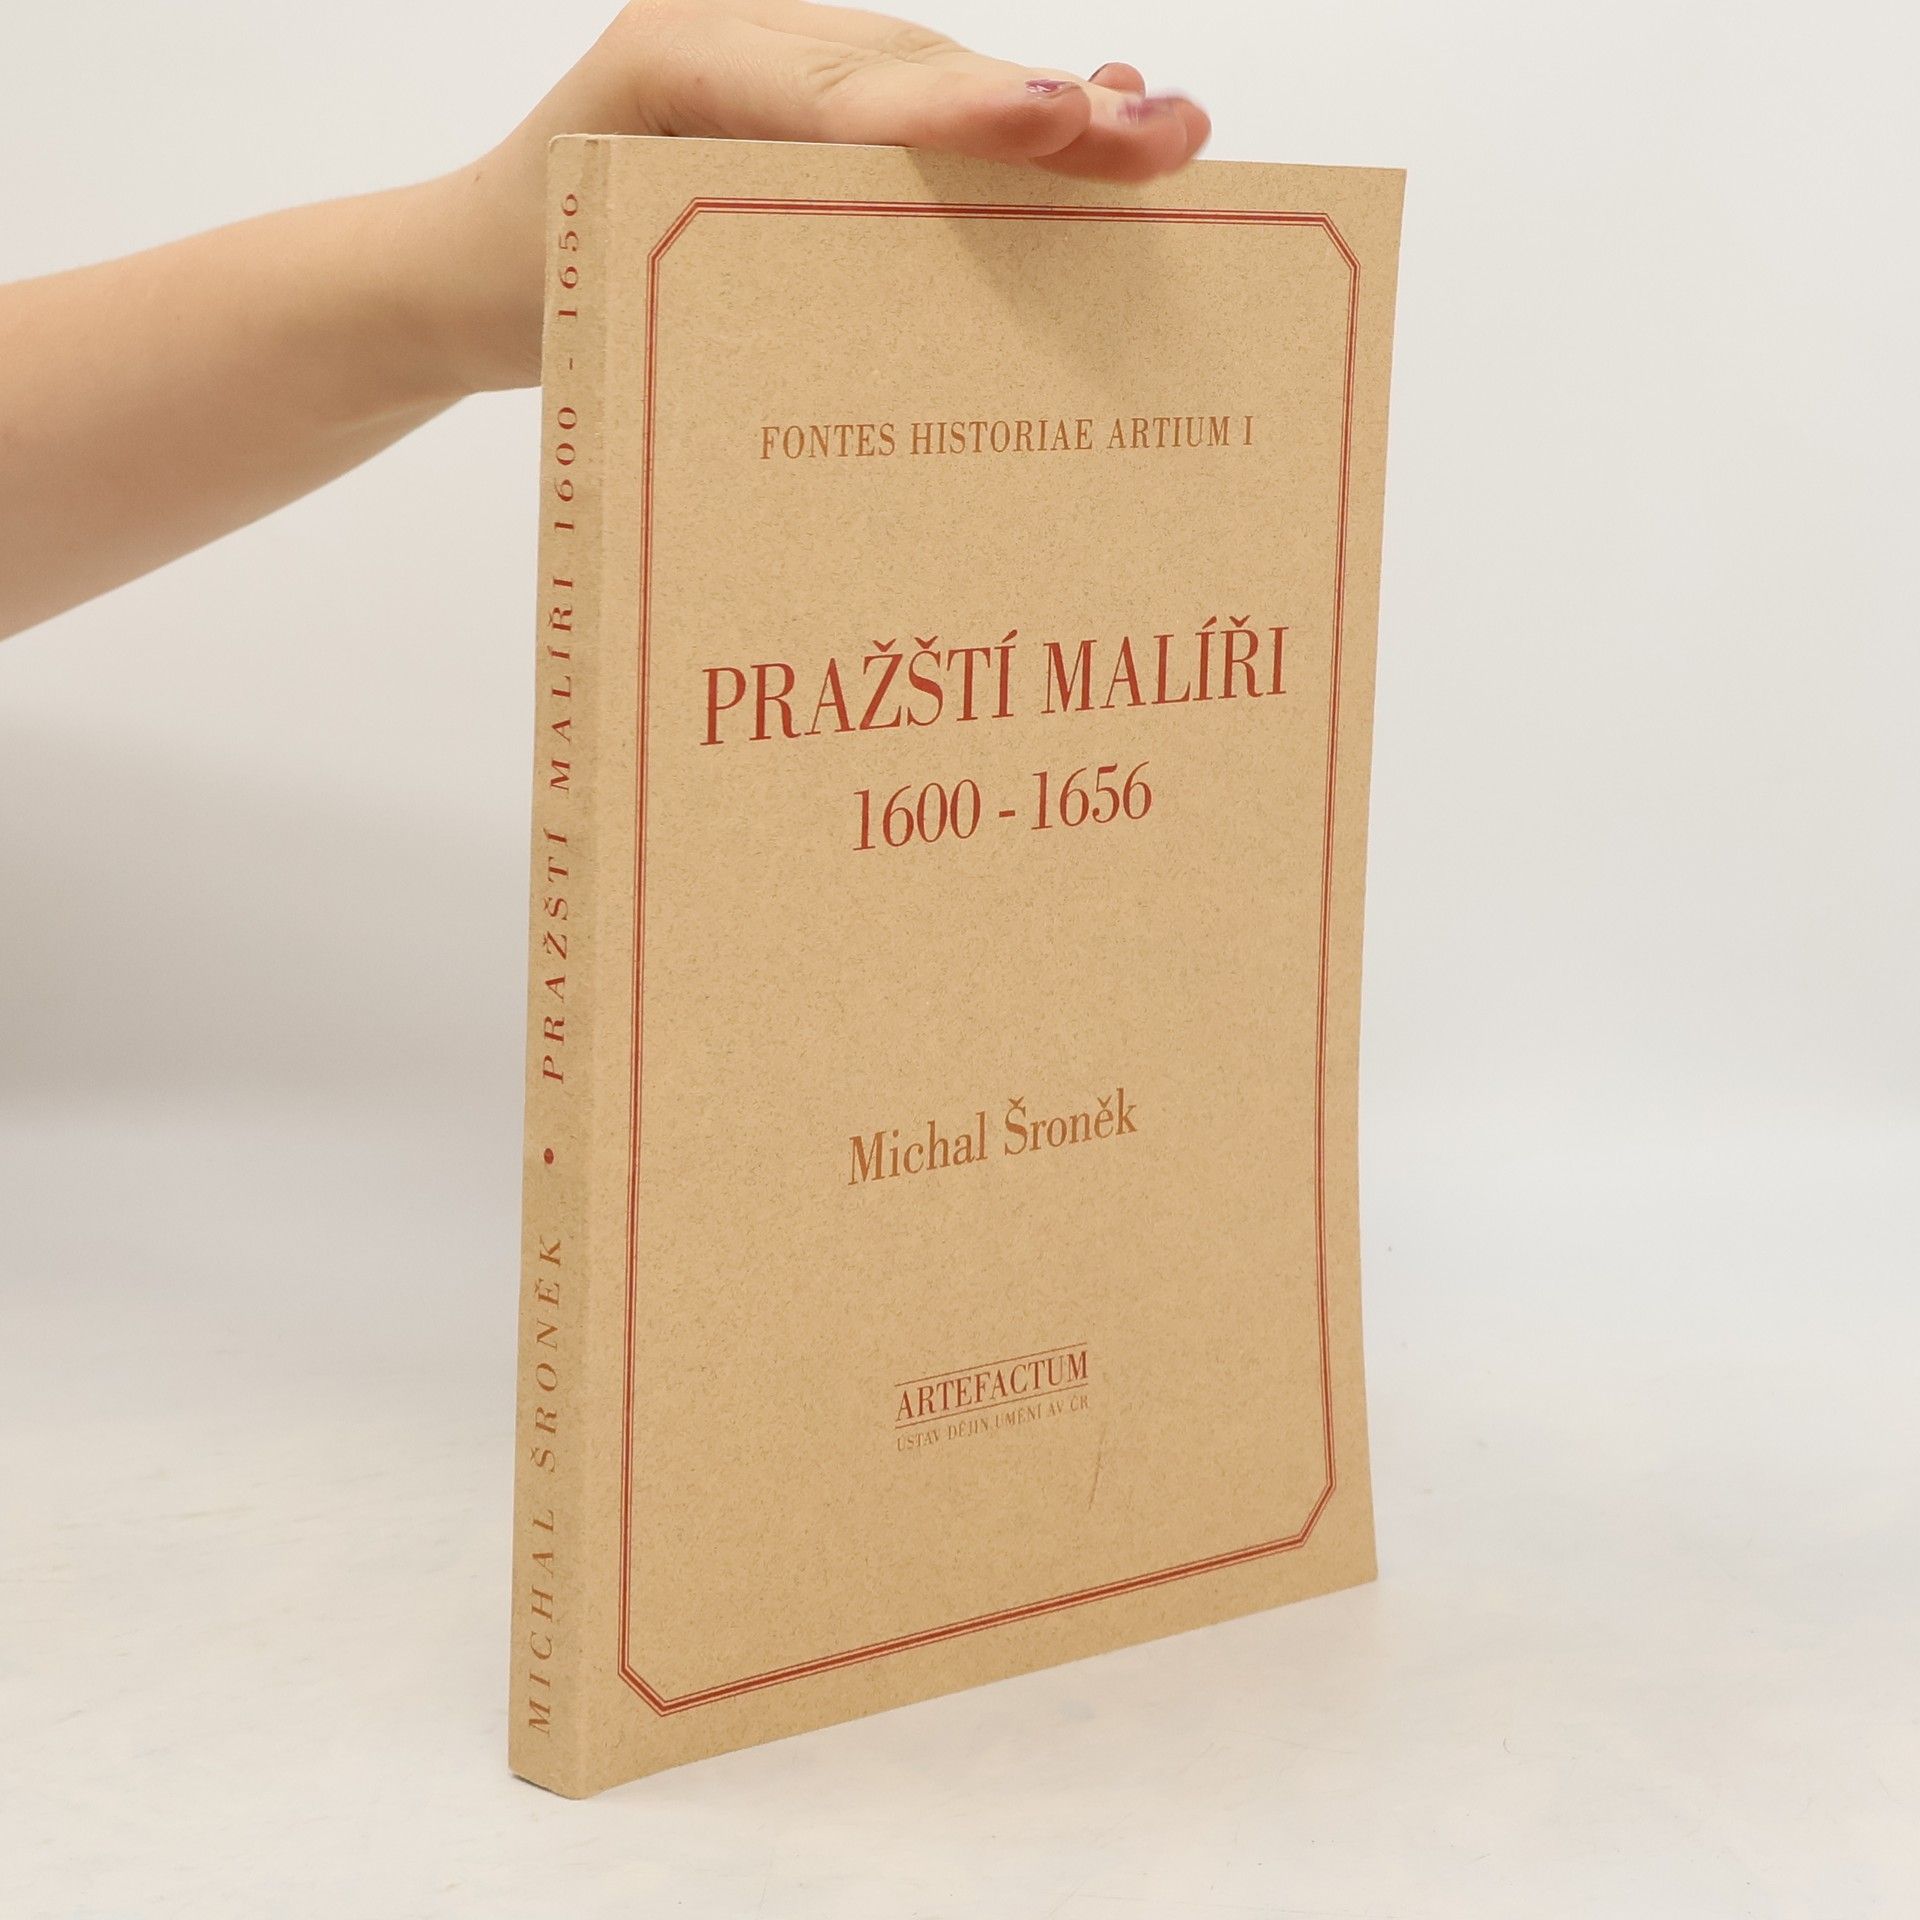 MICHAL ŠRONĚK • PRAŽŠTÍ MALÍŘI 1600 - 1656
FONTES HISTORIAE ARTIUM I
PRAŽŠTÍ MALÍŘI
1600 - 1656
Michal Šroněk
ARTEFACTUM
ÚSTAV DĚJIN UMĚNÍ AV ČR